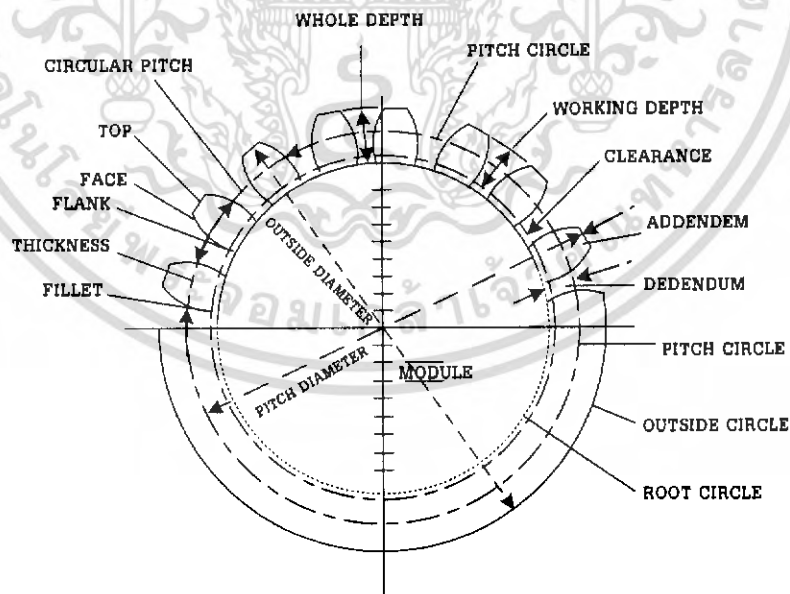 WHOLE DEPTH
PITCH CIRCLE
CIRCULAR PITCH
WORKING DEPTH
TOP
CLEARANCE
FACE
FLANK
ADDENDEM
THICKNESS
DEDENDUM
FILLET
OUTSIDE DIAMETER
PITCH DIAMETER
MODULE
PITCH CIRCLE
OUTSIDE CIRCLE
ROOT CIRCLE